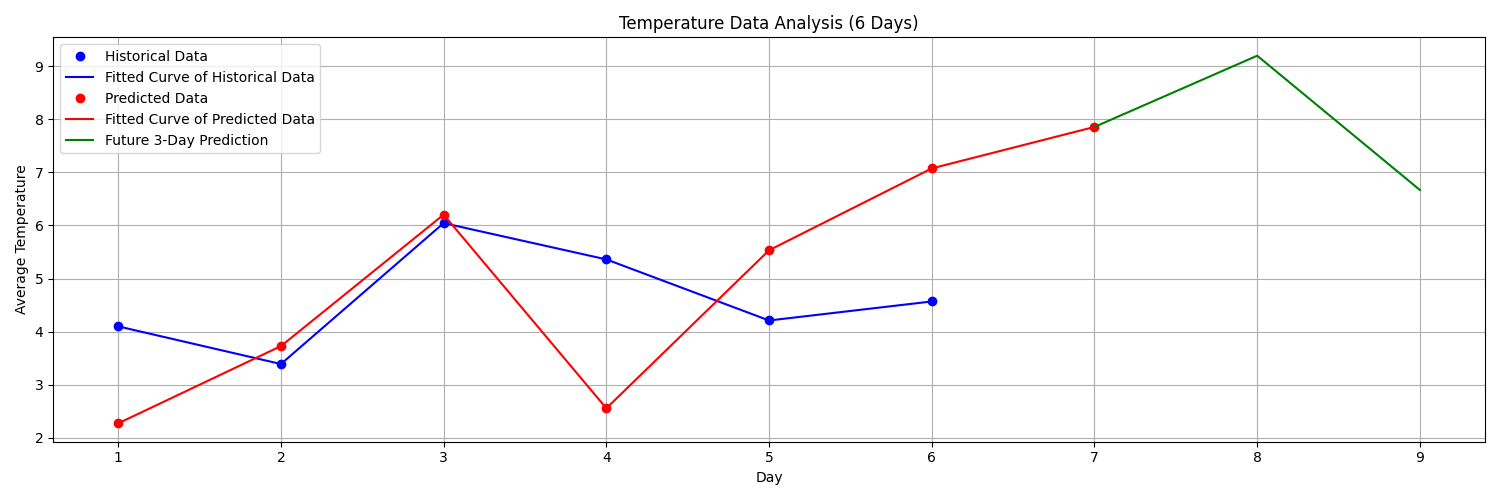 Temperature Data Analysis (6 Days)
Historical Data
Fitted Curve of Historical Data
Predicted Data
Fitted Curve of Predicted Data
Future 3-Day Prediction
Average Temperature
9
8
7
6
5
4
3
2
1 2 3 4 5 6 7 8 9
Day